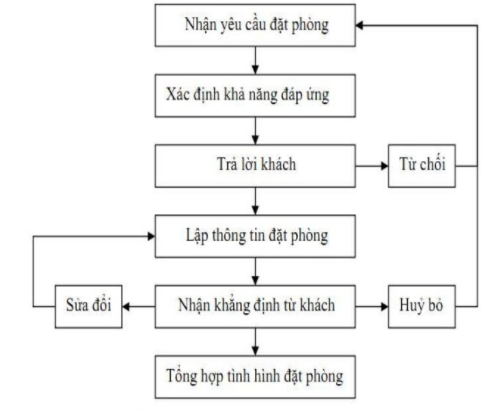 Nhận yêu cầu đặt phòng
Xác định khả năng đáp ứng
Trả lời khách
Từ chối
Lập thông tin đặt phòng
Sửa đổi
Nhận khẳng định từ khách
Huỷ bỏ
Tổng hợp tình hình đặt phòng